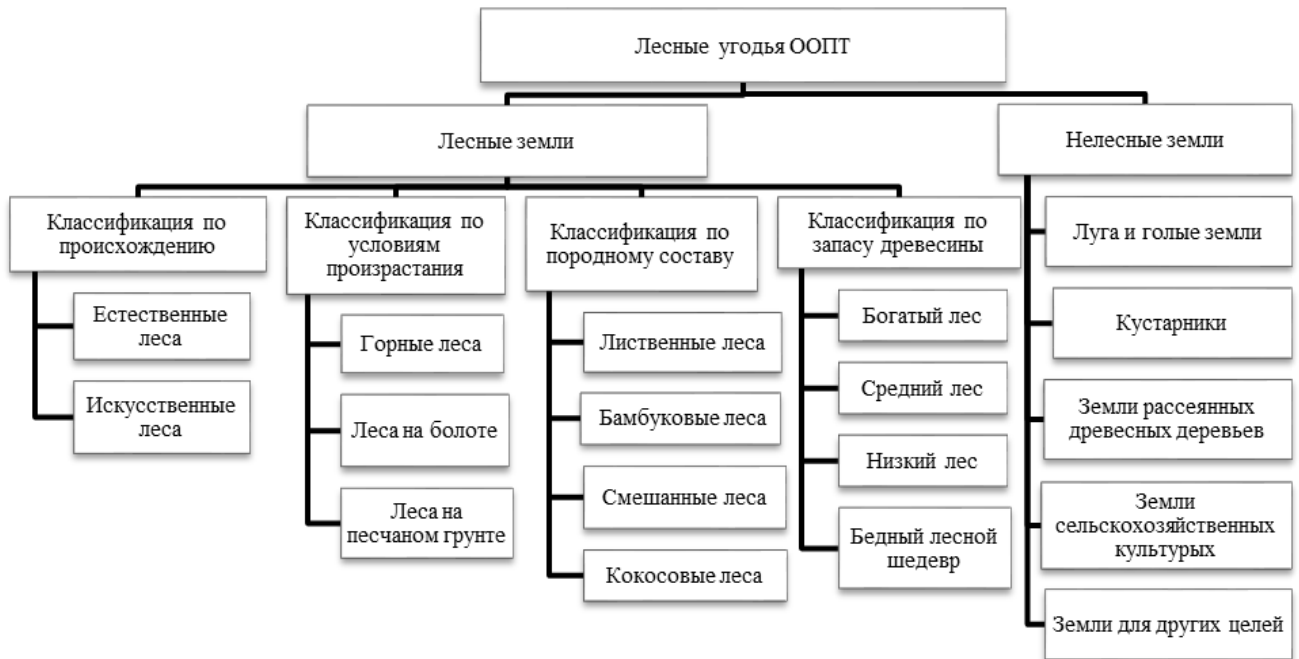 Лесные угодья ООПТ
Лесные земли
Нелесные земли
Классификация по
происхождению
Естественные
леса
Искусственные
леса
Классификация по
условиям
произрастания
Горные леса
Леса на болоте
Леса на
песчаном грунте
Классификация по
породному составу
Лиственные леса
Бамбуковые леса
Смешанные леса
Кокосовые леса
Классификация по
запасу древесины
Богатый лес
Средний лес
Низкий лес
Бедный лесной
шедевр
Луга и голые земли
Кустарники
Земли рассеянных
древесных деревьев
Земли
сельскохозяйственных
культурых
Земли для других целей